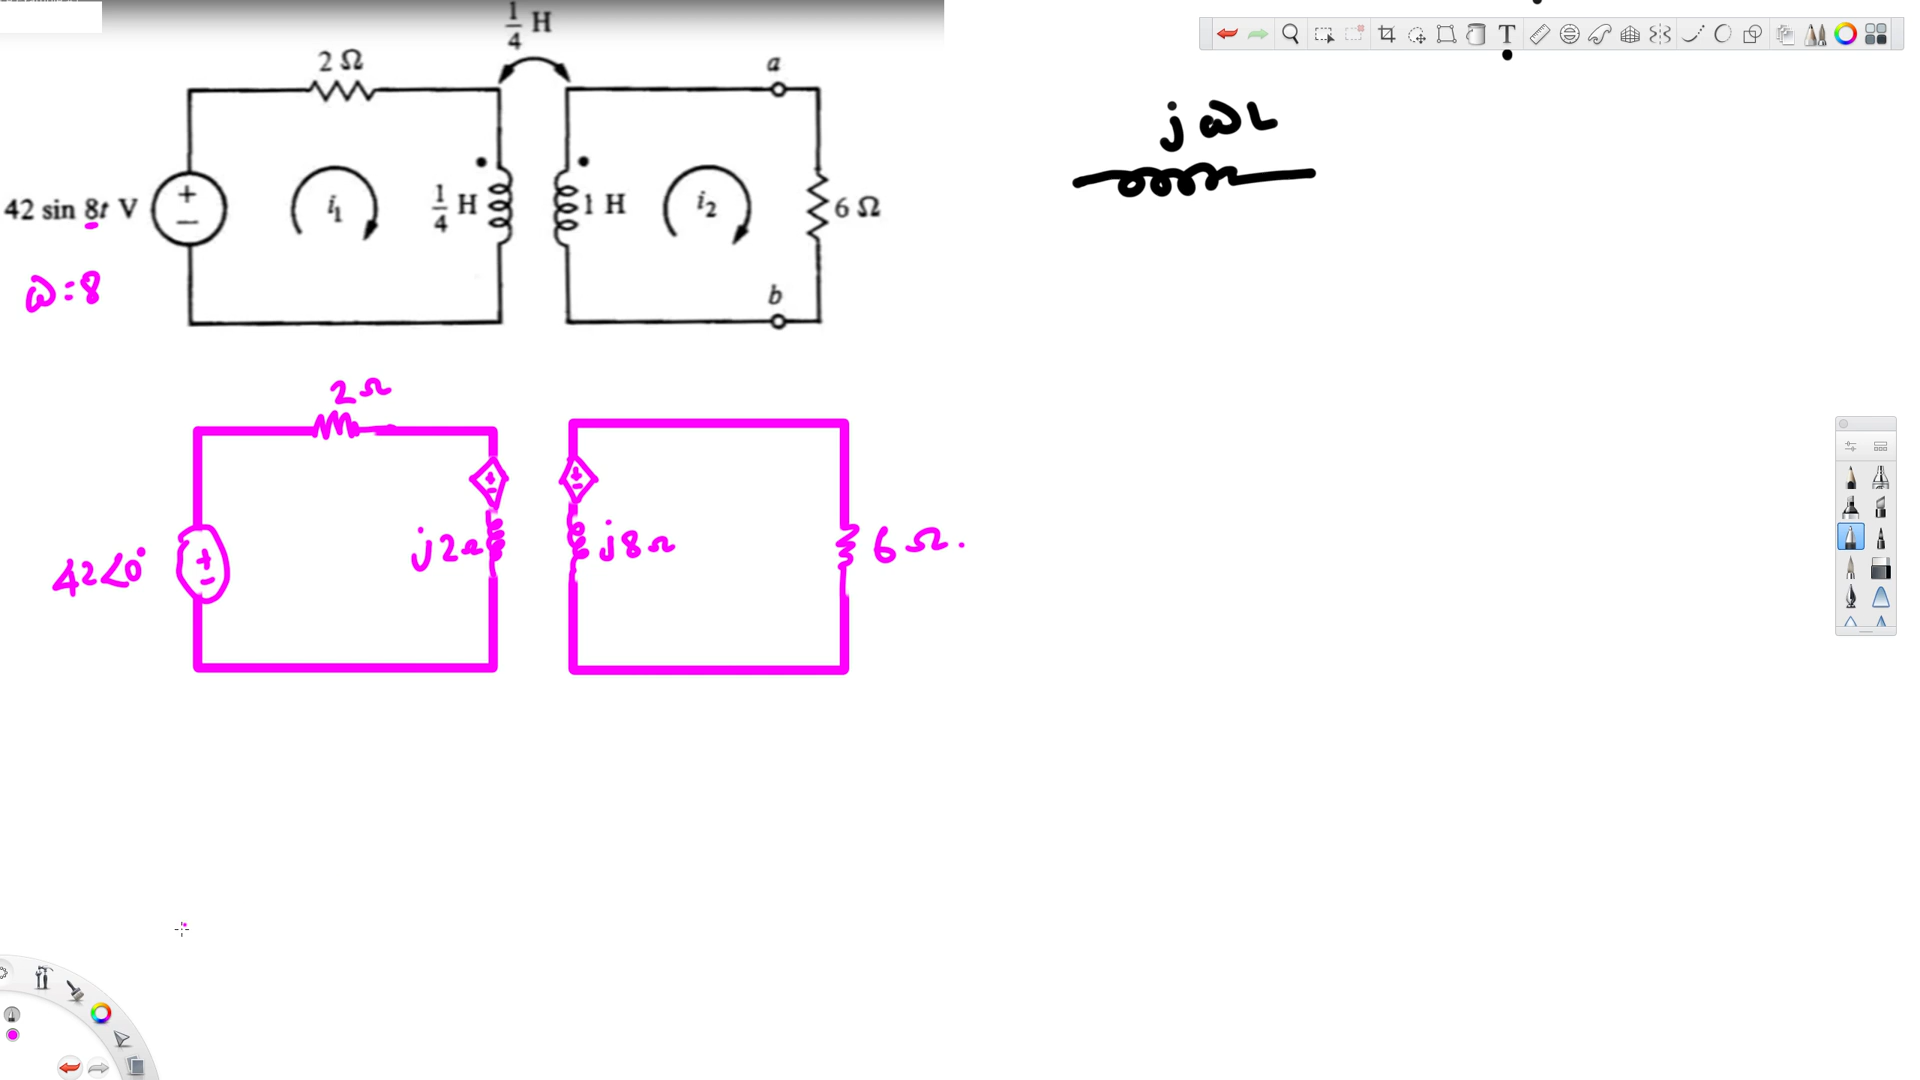 1/4 H
2 Ω
a
42 sin 8t V
+
−
i₁
1/4 H
1 H
i₂
6 Ω
b
ω = 8
jωL
2Ω
42∠0°
+
−
+
−
j2Ω
+
−
j8Ω
6Ω.
T